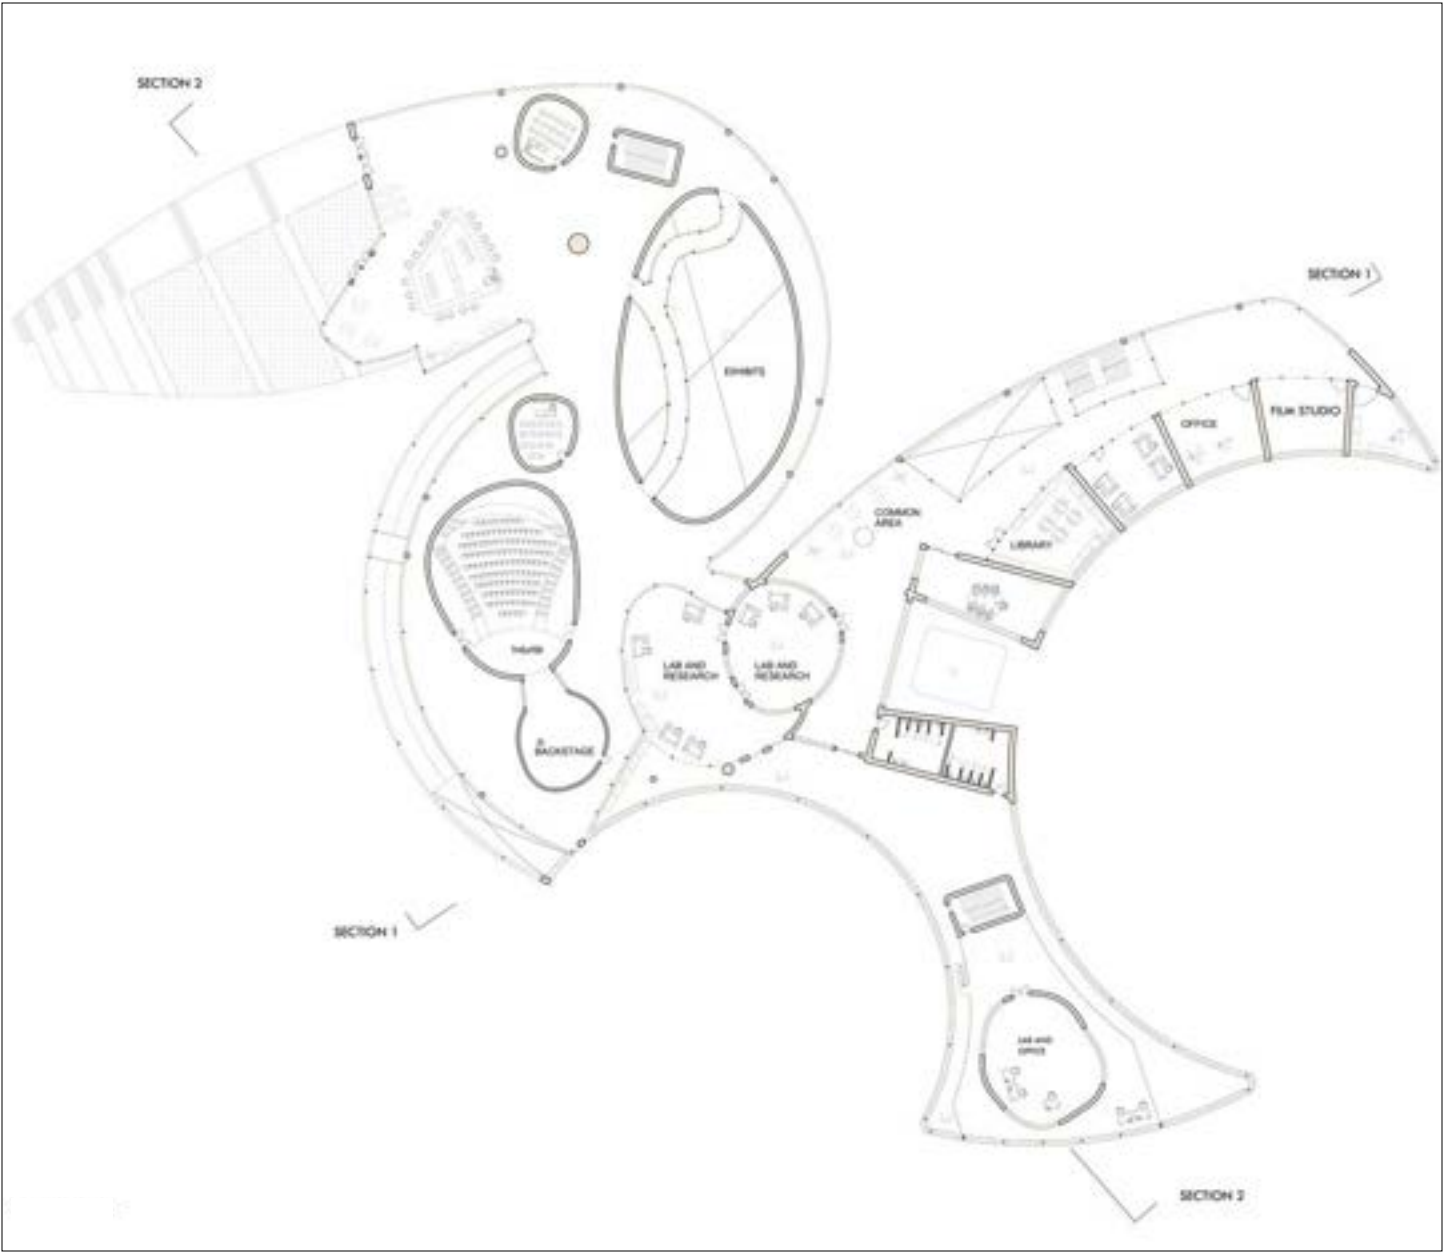 SECTION 2
SECTION 1
EXHIBITS
FILM STUDIO
OFFICE
COMMON
AREA
LIBRARY
THEATER
LAB AND
RESEARCH
LAB AND
RESEARCH
BACKSTAGE
SECTION 1
LAB AND
OFFICE
SECTION 2